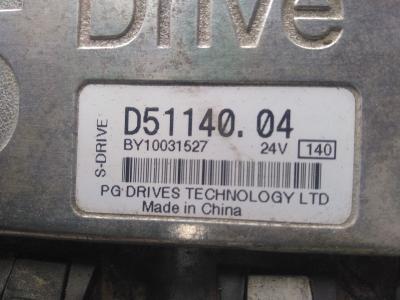 Drive
S-DRIVE
D51140.04
BY10031527 24V 140
PG DRIVES TECHNOLOGY LTD
Made in China